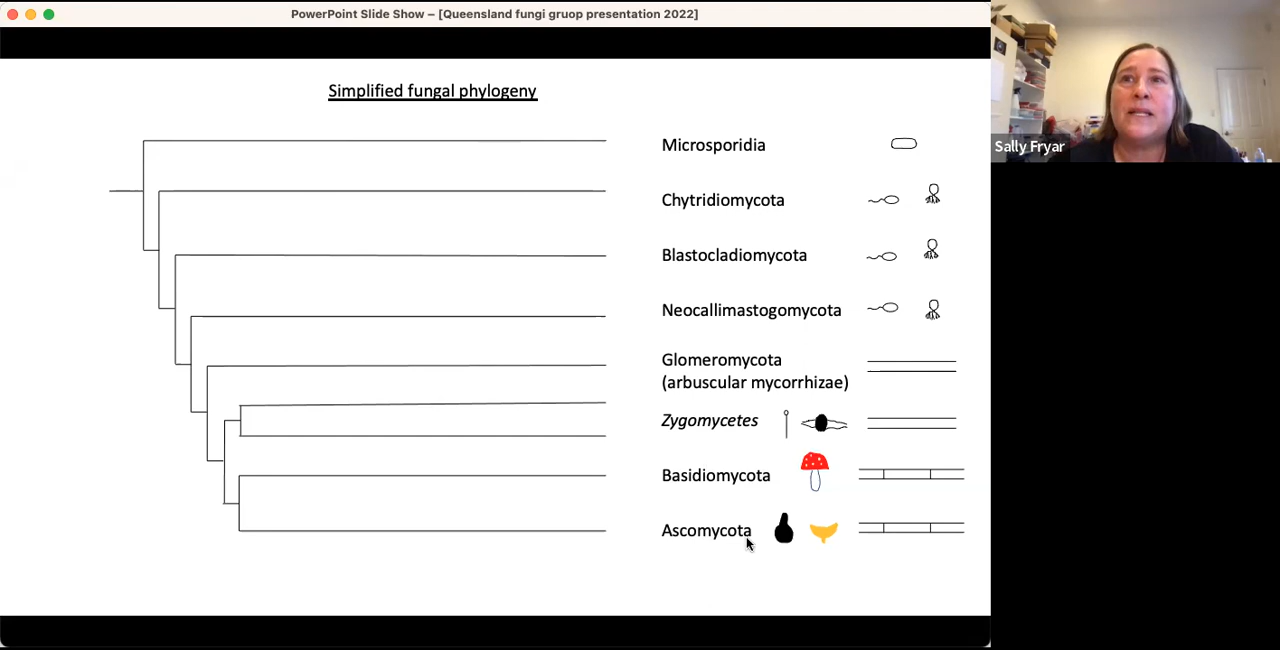 PowerPoint Slide Show – [Queensland fungi gruop presentation 2022]
Simplified fungal phylogeny
Microsporidia
Chytridiomycota
Blastocladiomycota
Neocallimastogomycota
Glomeromycota
(arbuscular mycorrhizae)
Zygomycetes
Basidiomycota
Ascomycota
Sally Fryar